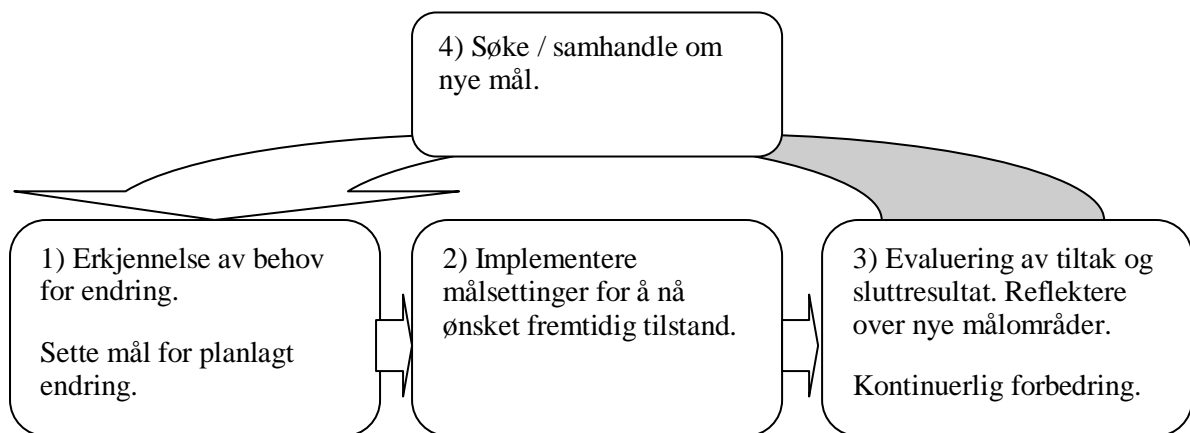 4) Søke / samhandle om
nye mål.
1) Erkjennelse av behov
for endring.
Sette mål for planlagt
endring.
2) Implementere
målsettinger for å nå
ønsket fremtidig tilstand.
3) Evaluering av tiltak og
sluttresultat. Reflektere
over nye målområder.
Kontinuerlig forbedring.